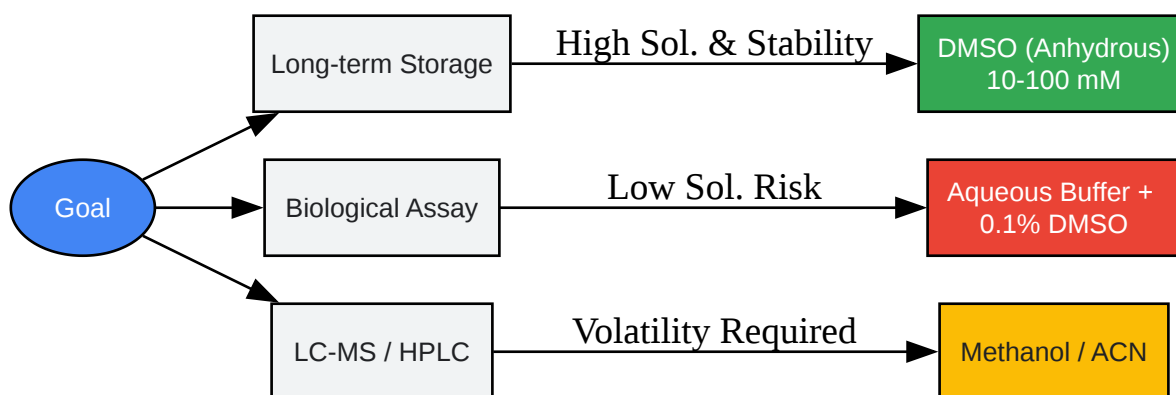 Long-term Storage
High Sol. & Stability
DMSO (Anhydrous)
10-100 mM
Goal
Biological Assay
Low Sol. Risk
Aqueous Buffer +
0.1% DMSO
LC-MS / HPLC
Volatility Required
Methanol / ACN